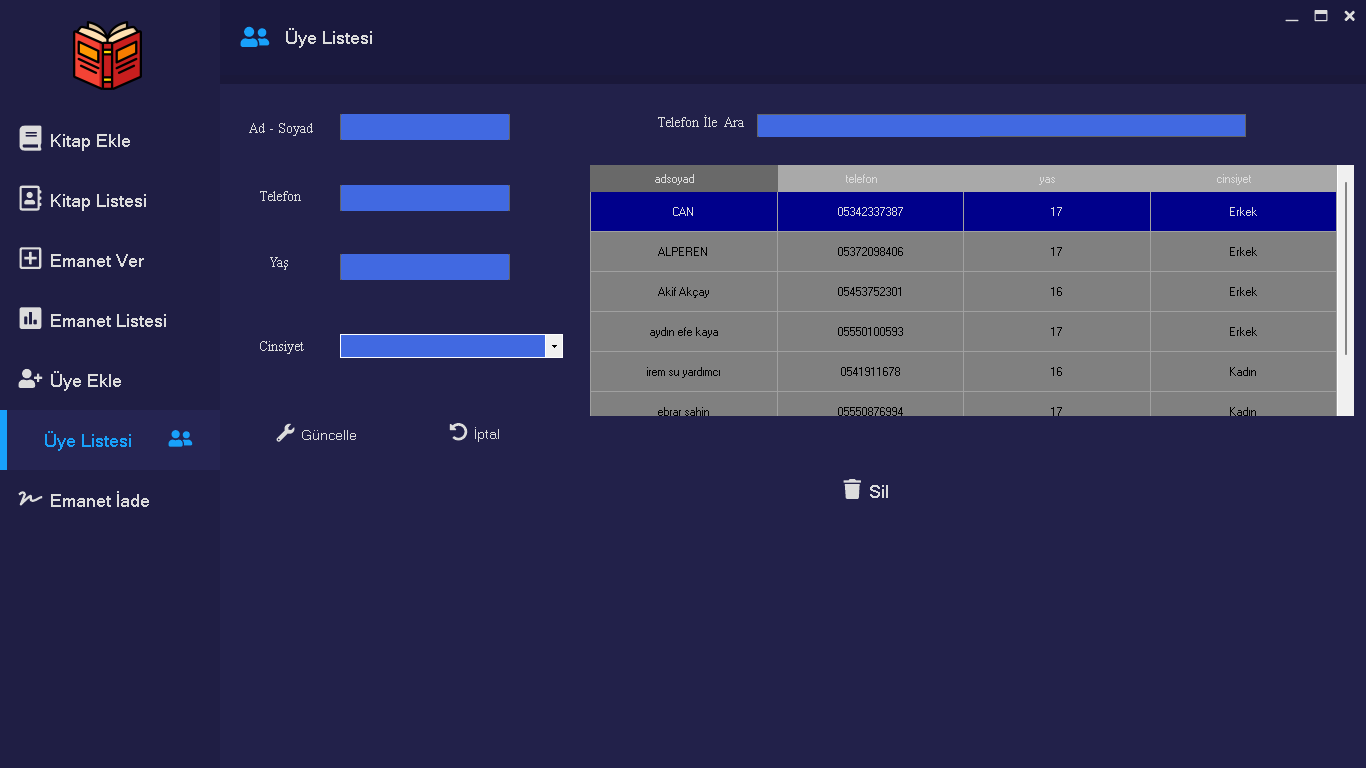 Üye Listesi
Kitap Ekle
Kitap Listesi
Emanet Ver
Emanet Listesi
Üye Ekle
Üye Listesi
Emanet İade
Ad - Soyad
Telefon
Yaş
Cinsiyet
Güncelle İptal
Telefon İle Ara
adsoyad telefon yas cinsiyet
CAN 05342337387 17 Erkek
ALPEREN 05372098406 17 Erkek
Akif Akçay 05453752301 16 Erkek
aydın efe kaya 05550100593 17 Erkek
irem su yardımcı 0541911678 16 Kadın
ebrar sahin 05550876994 17 Kadın
Sil